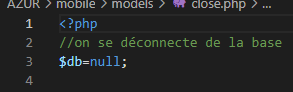 AZUR > mobile > models > close.php > ...
1 <?php
2 //on se déconnecte de la base
3 $db=null;
4